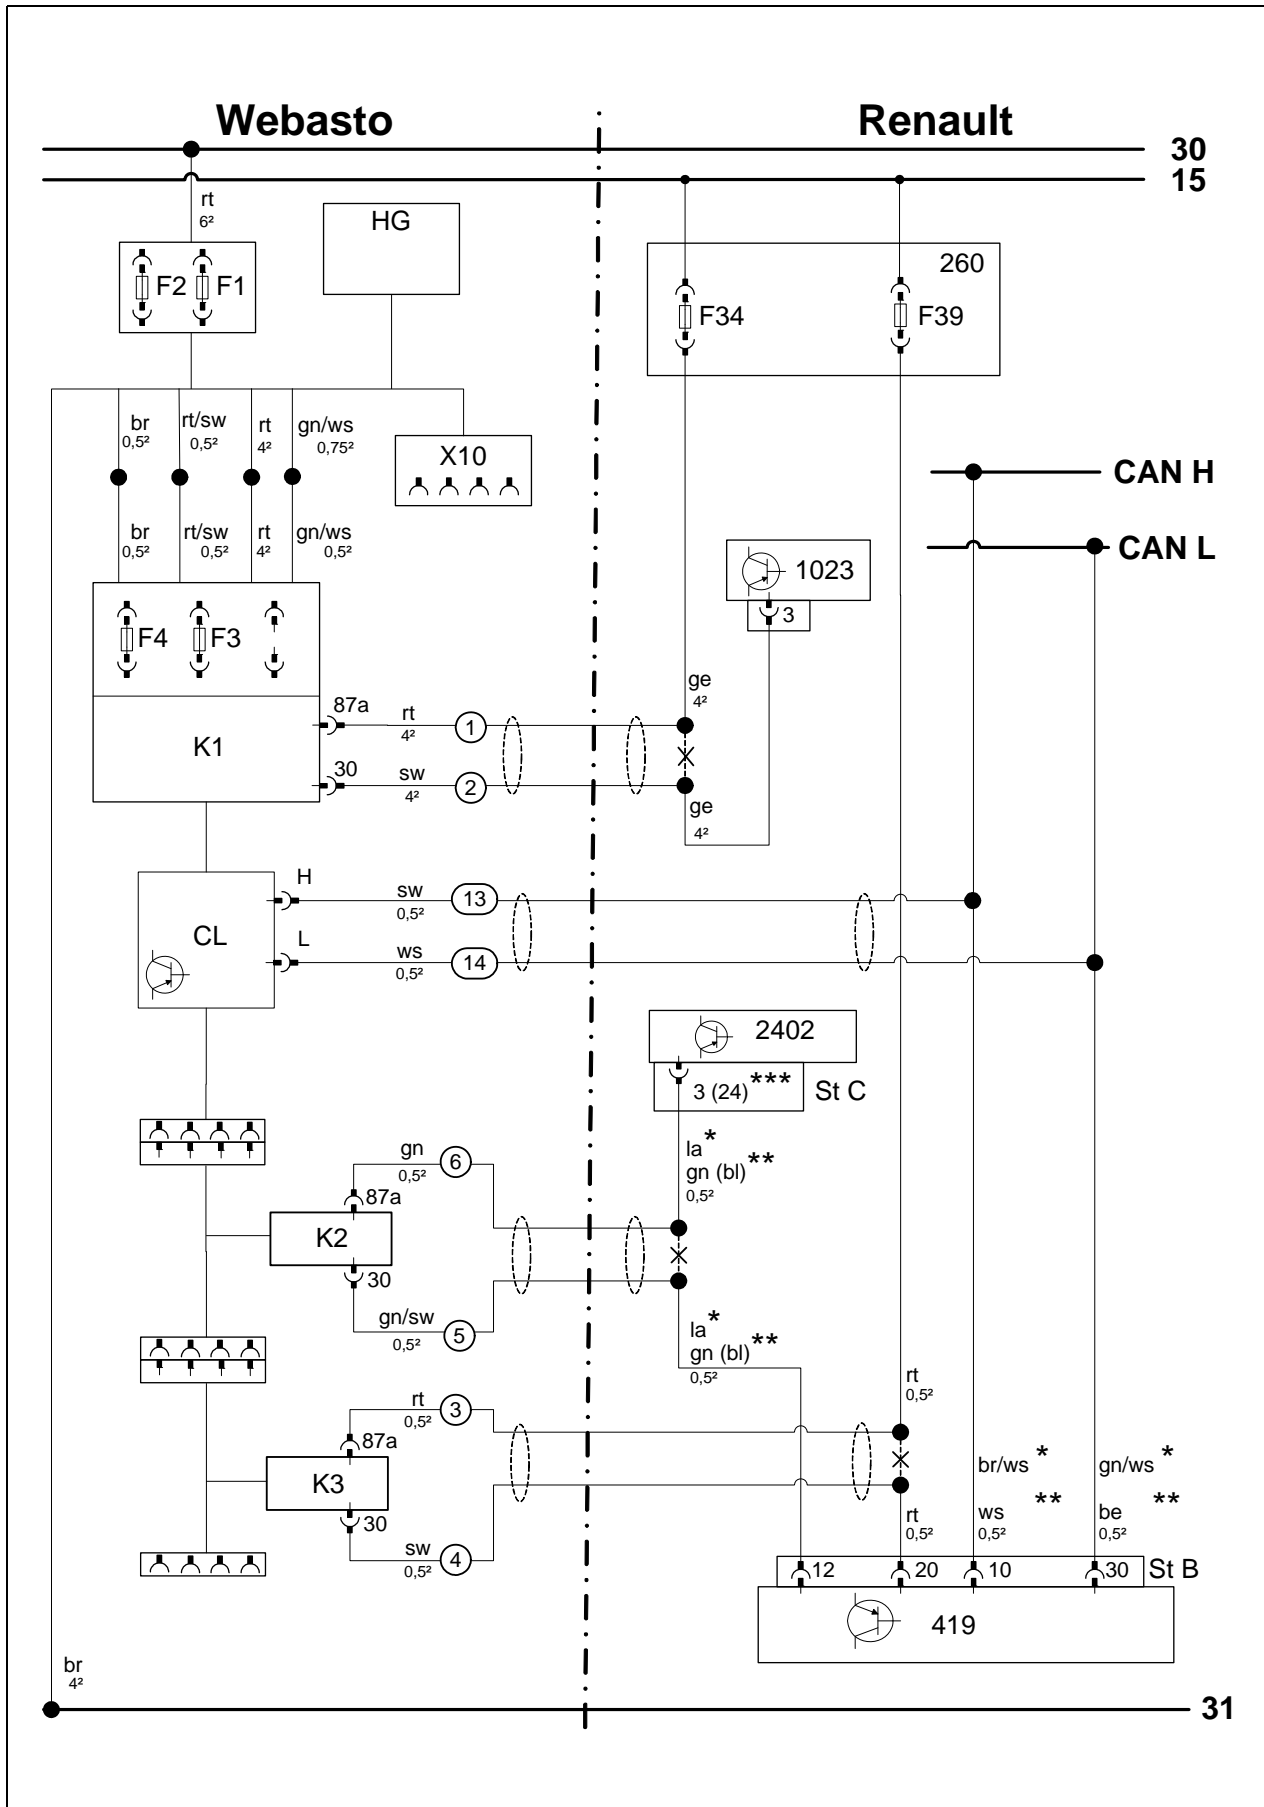 Webasto
Renault
30
15
rt
6²
HG
260
F2
F1
F34
F39
br
0,5²
rt/sw
0,5²
rt
4²
gn/ws
0,75²
X10
CAN H
br
0,5²
rt/sw
0,5²
rt
4²
gn/ws
0,5²
CAN L
1023
3
F4
F3
87a
rt
4²
1
ge
4²
K1
30
sw
4²
2
ge
4²
H
sw
0,5²
13
CL
L
ws
0,5²
14
2402
3 (24)***
St C
la*
gn (bl)**
0,5²
gn
0,5²
6
87a
K2
30
gn/sw
0,5²
5
la*
gn (bl)**
0,5²
rt
0,5²
rt
0,5²
3
87a
K3
30
sw
0,5²
4
br/ws *
ws **
0,5²
gn/ws *
be **
0,5²
rt
0,5²
12
20
10
30
St B
419
br
4²
31